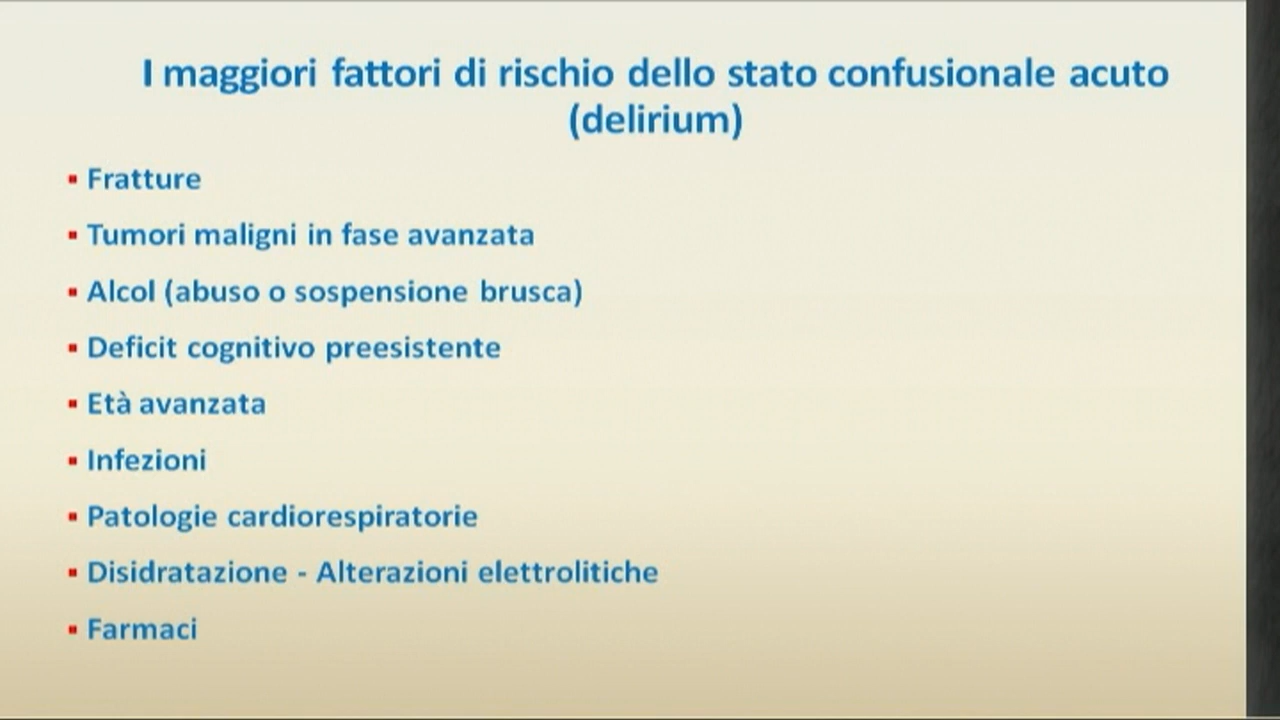 I maggiori fattori di rischio dello stato confusionale acuto
(delirium)
▪ Fratture
▪ Tumori maligni in fase avanzata
▪ Alcol (abuso o sospensione brusca)
▪ Deficit cognitivo preesistente
▪ Età avanzata
▪ Infezioni
▪ Patologie cardiorespiratorie
▪ Disidratazione - Alterazioni elettrolitiche
▪ Farmaci